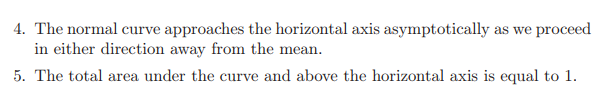 4. The normal curve approaches the horizontal axis asymptotically as we proceed
in either direction away from the mean.
5. The total area under the curve and above the horizontal axis is equal to 1.